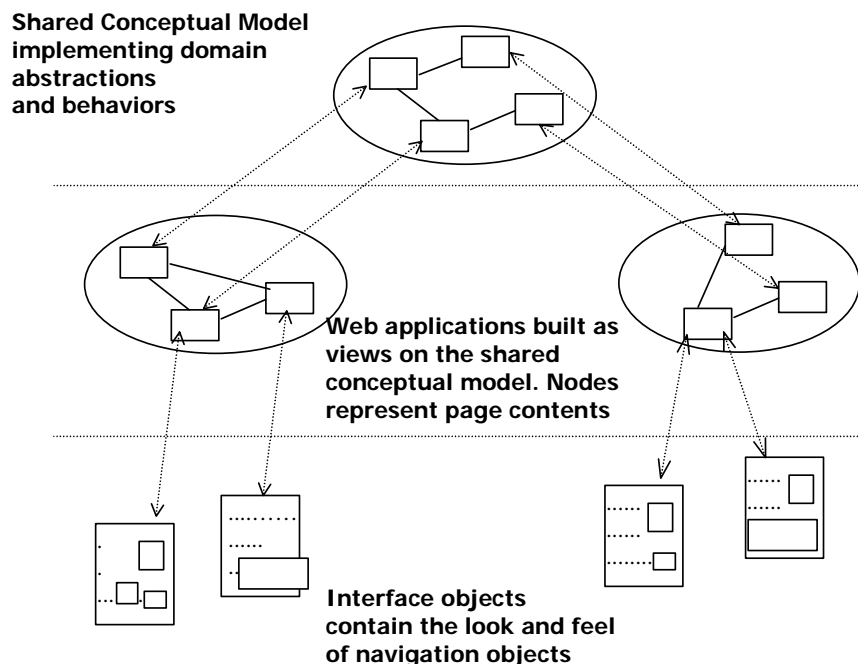 Shared Conceptual Model
implementing domain
abstractions
and behaviors
Web applications built as
views on the shared
conceptual model. Nodes
represent page contents
Interface objects
contain the look and feel
of navigation objects